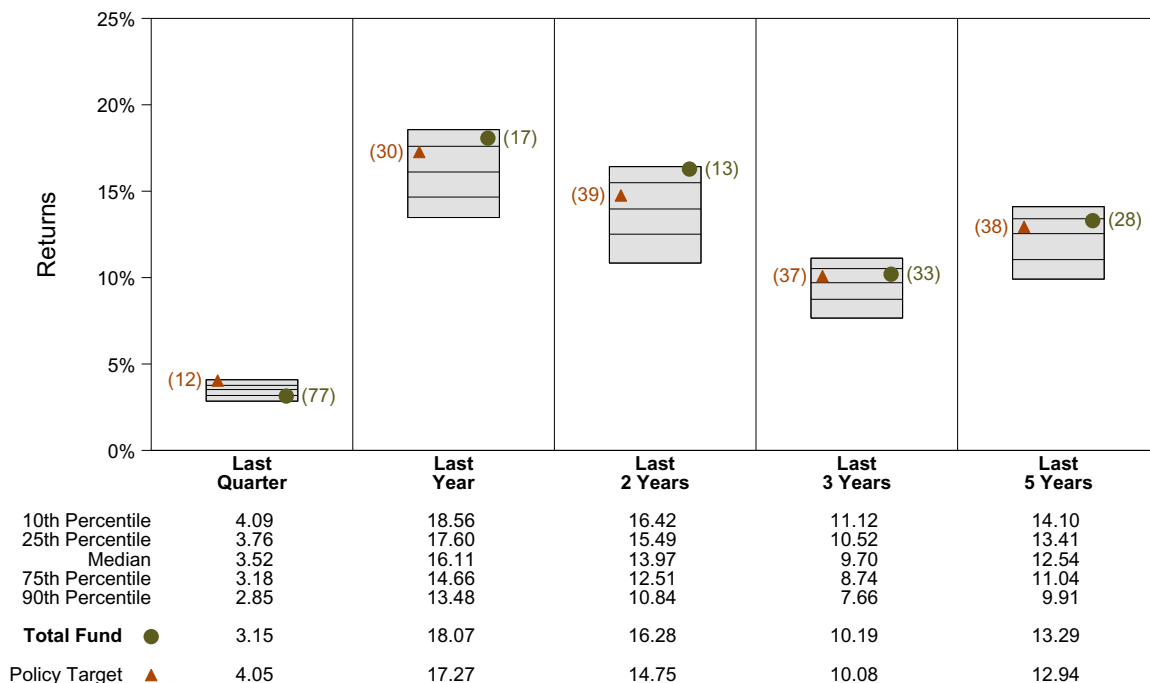 25%
20%
15%
10%
5%
0%
Returns
(12)
(77)
(30)
(17)
(39)
(13)
(37)
(33)
(38)
(28)
Last Quarter
Last Year
Last 2 Years
Last 3 Years
Last 5 Years
10th Percentile 4.09 18.56 16.42 11.12 14.10
25th Percentile 3.76 17.60 15.49 10.52 13.41
Median 3.52 16.11 13.97 9.70 12.54
75th Percentile 3.18 14.66 12.51 8.74 11.04
90th Percentile 2.85 13.48 10.84 7.66 9.91
Total Fund 3.15 18.07 16.28 10.19 13.29
Policy Target 4.05 17.27 14.75 10.08 12.94